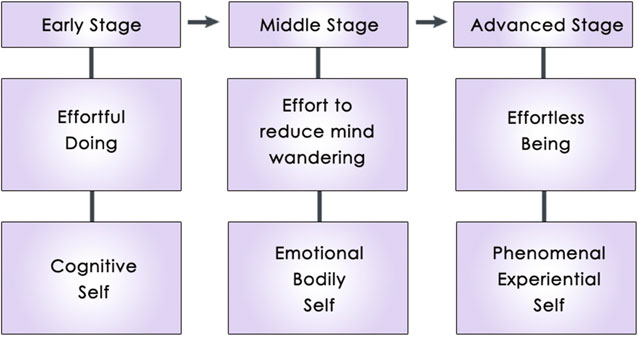 Early Stage
Middle Stage
Advanced Stage
Effortful
Doing
Effort to
reduce mind
wandering
Effortless
Being
Cognitive
Self
Emotional
Bodily
Self
Phenomenal
Experiential
Self